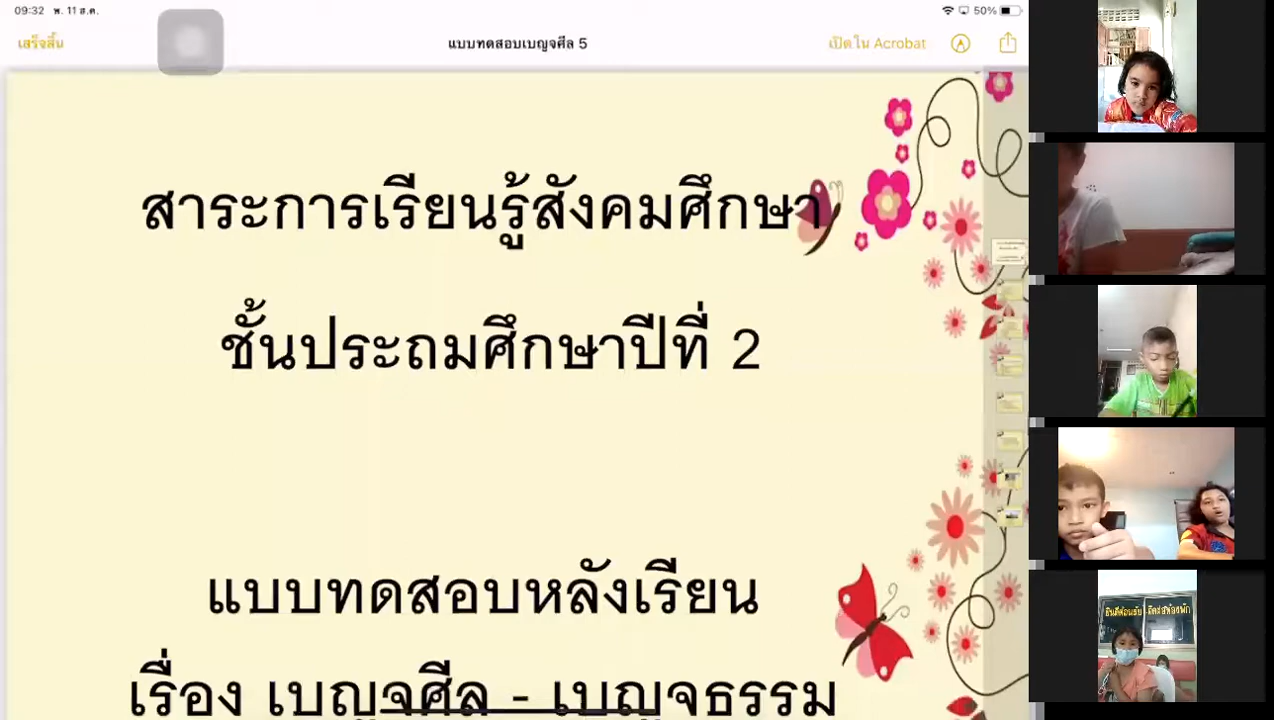 09:32 พ. 11 ส.ค.
50%
เสร็จสิ้น
แบบทดสอบเบญจศีล 5
เปิดใน Acrobat
สาระการเรียนรู้สังคมศึกษา
ชั้นประถมศึกษาปีที่ 2
แบบทดสอบหลังเรียน
เรื่อง เบญจศีล - เบญจธรรม